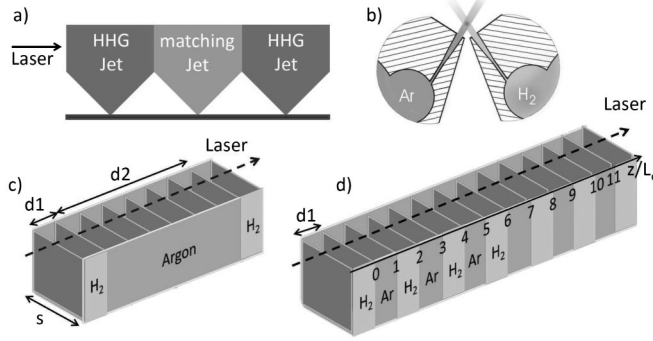 a)
HHG Jet
matching Jet
HHG Jet
Laser
b)
Ar
H₂
c)
d1
d2
Laser
H₂
Argon
H₂
s
d)
d1
Laser
z/L
0 1 2 3 4 5 6 7 8 9 10 11
H₂ Ar H₂ Ar H₂ Ar H₂